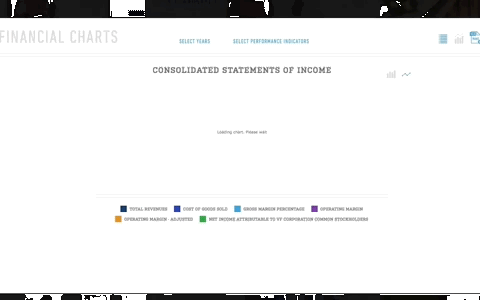 FINANCIAL CHARTS
SELECT YEARS SELECT PERFORMANCE INDICATORS
CONSOLIDATED STATEMENTS OF INCOME
Loading chart. Please wait
TOTAL REVENUES COST OF GOODS SOLD GROSS MARGIN PERCENTAGE OPERATING MARGIN
OPERATING MARGIN - ADJUSTED NET INCOME ATTRIBUTABLE TO VF CORPORATION COMMON STOCKHOLDERS